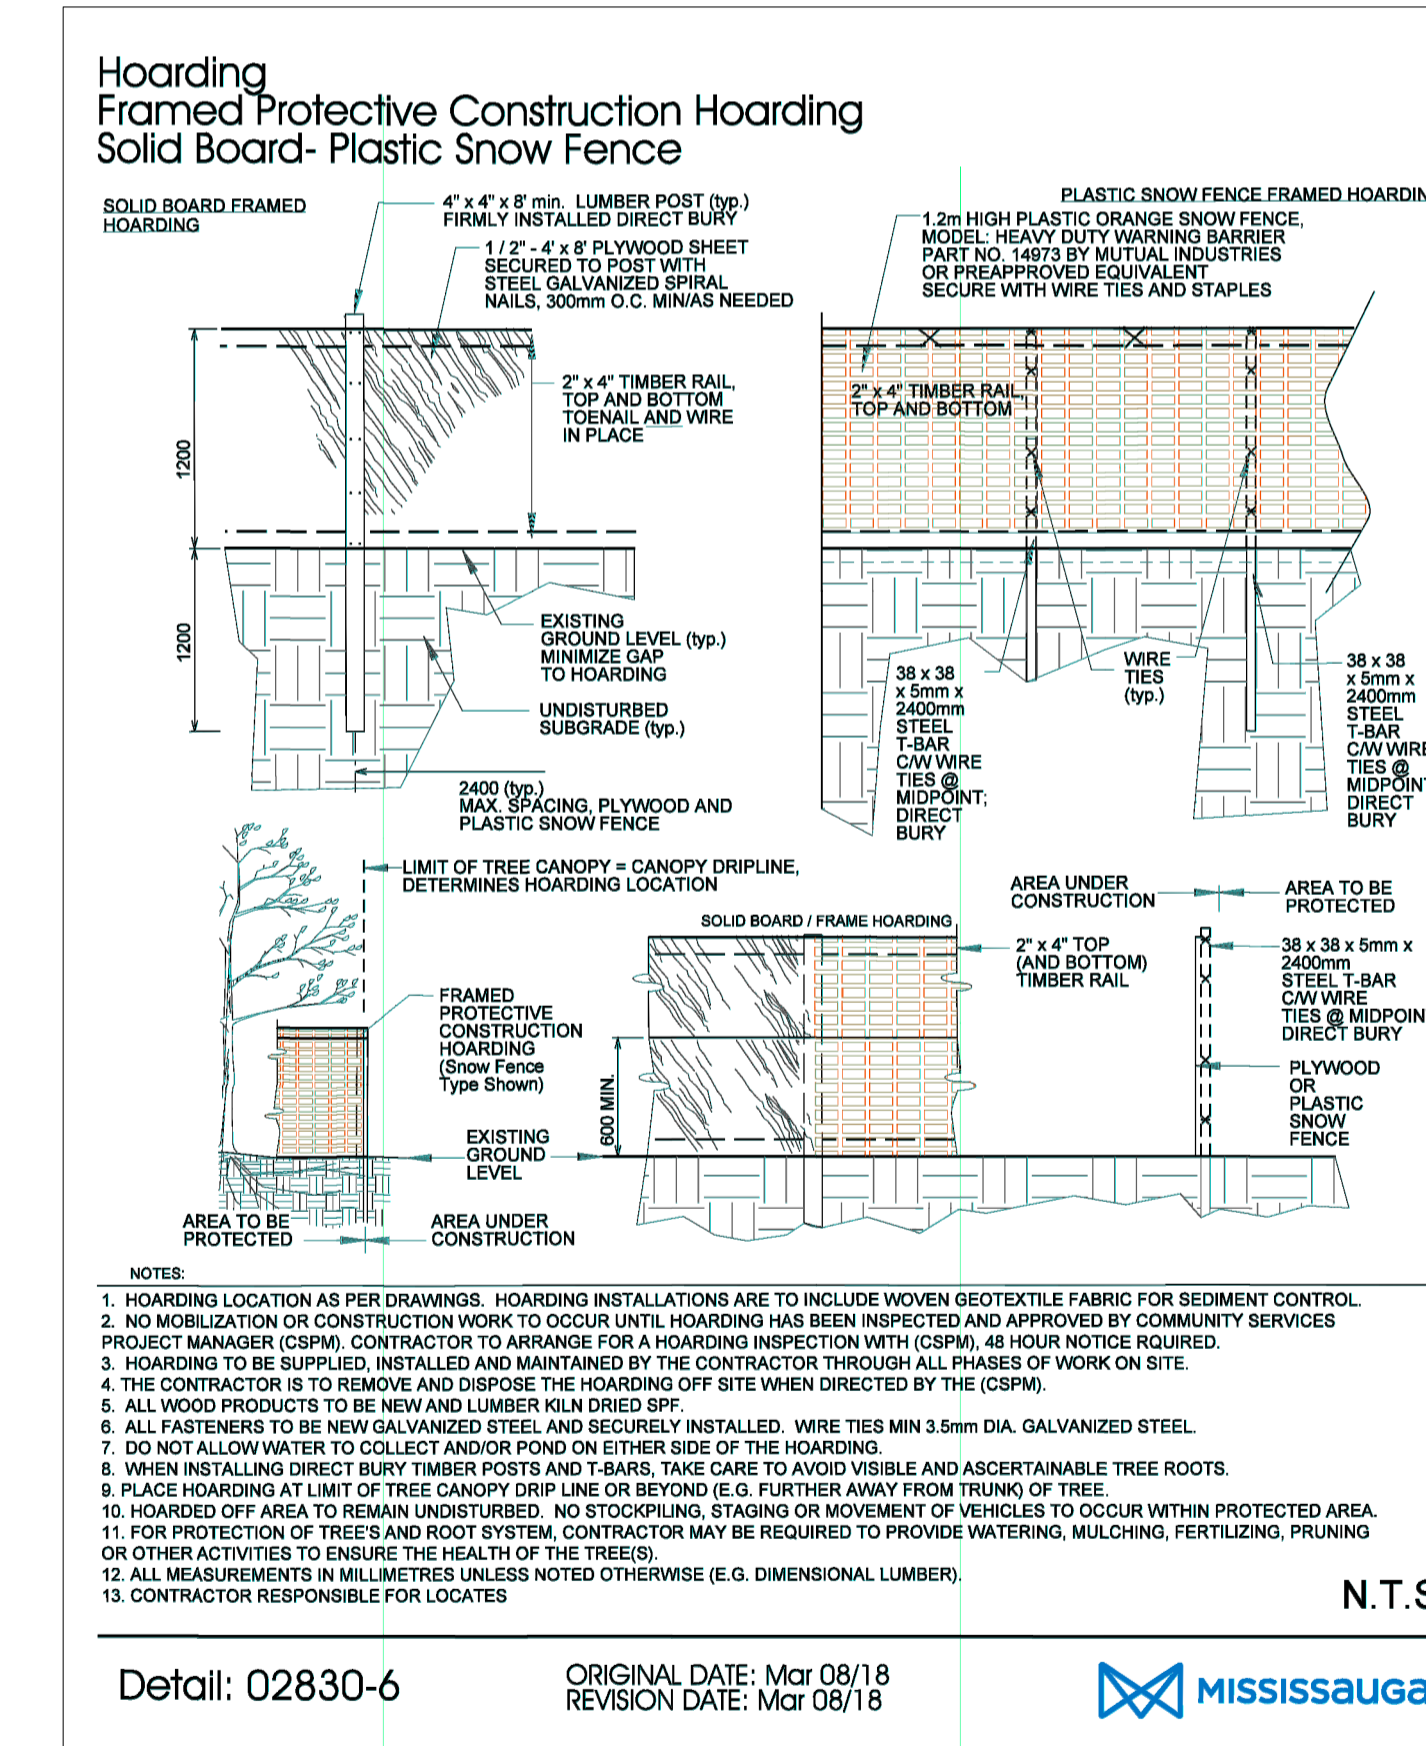 Hoarding
Framed Protective Construction Hoarding
Solid Board- Plastic Snow Fence
SOLID BOARD FRAMED
HOARDING
4" x 4" x 8' min. LUMBER POST (typ.)
FIRMLY INSTALLED DIRECT BURY
1 / 2" - 4' x 8' PLYWOOD SHEET
SECURED TO POST WITH
STEEL GALVANIZED SPIRAL
NAILS, 300mm O.C. MIN/AS NEEDED
2" x 4" TIMBER RAIL,
TOP AND BOTTOM
TOENAIL AND WIRE
IN PLACE
1200
1200
EXISTING
GROUND LEVEL (typ.)
MINIMIZE GAP
TO HOARDING
UNDISTURBED
SUBGRADE (typ.)
2400 (typ.)
MAX. SPACING, PLYWOOD AND
PLASTIC SNOW FENCE
PLASTIC SNOW FENCE FRAMED HOARDIN
1.2m HIGH PLASTIC ORANGE SNOW FENCE,
MODEL: HEAVY DUTY WARNING BARRIER
PART NO. 14973 BY MUTUAL INDUSTRIES
OR PREAPPROVED EQUIVALENT
SECURE WITH WIRE TIES AND STAPLES
2" x 4" TIMBER RAIL,
TOP AND BOTTOM
38 x 38
x 5mm x
2400mm
STEEL
T-BAR
C/W WIRE
TIES @
MIDPOINT;
DIRECT
BURY
WIRE
TIES
(typ.)
38 x 38
x 5mm x
2400mm
STEEL
T-BAR
C/W WIRE
TIES @
MIDPOINT
DIRECT
BURY
LIMIT OF TREE CANOPY = CANOPY DRIPLINE,
DETERMINES HOARDING LOCATION
FRAMED
PROTECTIVE
CONSTRUCTION
HOARDING
(Snow Fence
Type Shown)
EXISTING
GROUND
LEVEL
AREA TO BE
PROTECTED
AREA UNDER
CONSTRUCTION
SOLID BOARD / FRAME HOARDING
600 MIN.
2" x 4" TOP
(AND BOTTOM)
TIMBER RAIL
AREA UNDER
CONSTRUCTION
AREA TO BE
PROTECTED
38 x 38 x 5mm x
2400mm
STEEL T-BAR
C/W WIRE
TIES @ MIDPOIN
DIRECT BURY
PLYWOOD
OR
PLASTIC
SNOW
FENCE
NOTES:
1. HOARDING LOCATION AS PER DRAWINGS. HOARDING INSTALLATIONS ARE TO INCLUDE WOVEN GEOTEXTILE FABRIC FOR SEDIMENT CONTROL.
2. NO MOBILIZATION OR CONSTRUCTION WORK TO OCCUR UNTIL HOARDING HAS BEEN INSPECTED AND APPROVED BY COMMUNITY SERVICES
PROJECT MANAGER (CSPM). CONTRACTOR TO ARRANGE FOR A HOARDING INSPECTION WITH (CSPM), 48 HOUR NOTICE RQUIRED.
3. HOARDING TO BE SUPPLIED, INSTALLED AND MAINTAINED BY THE CONTRACTOR THROUGH ALL PHASES OF WORK ON SITE.
4. THE CONTRACTOR IS TO REMOVE AND DISPOSE THE HOARDING OFF SITE WHEN DIRECTED BY THE (CSPM).
5. ALL WOOD PRODUCTS TO BE NEW AND LUMBER KILN DRIED SPF.
6. ALL FASTENERS TO BE NEW GALVANIZED STEEL AND SECURELY INSTALLED. WIRE TIES MIN 3.5mm DIA. GALVANIZED STEEL.
7. DO NOT ALLOW WATER TO COLLECT AND/OR POND ON EITHER SIDE OF THE HOARDING.
8. WHEN INSTALLING DIRECT BURY TIMBER POSTS AND T-BARS, TAKE CARE TO AVOID VISIBLE AND ASCERTAINABLE TREE ROOTS.
9. PLACE HOARDING AT LIMIT OF TREE CANOPY DRIP LINE OR BEYOND (E.G. FURTHER AWAY FROM TRUNK) OF TREE.
10. HOARDED OFF AREA TO REMAIN UNDISTURBED. NO STOCKPILING, STAGING OR MOVEMENT OF VEHICLES TO OCCUR WITHIN PROTECTED AREA.
11. FOR PROTECTION OF TREE'S AND ROOT SYSTEM, CONTRACTOR MAY BE REQUIRED TO PROVIDE WATERING, MULCHING, FERTILIZING, PRUNING
OR OTHER ACTIVITIES TO ENSURE THE HEALTH OF THE TREE(S).
12. ALL MEASUREMENTS IN MILLIMETRES UNLESS NOTED OTHERWISE (E.G. DIMENSIONAL LUMBER).
13. CONTRACTOR RESPONSIBLE FOR LOCATES
N.T.S
Detail: 02830-6
ORIGINAL DATE: Mar 08/18
REVISION DATE: Mar 08/18
MISSISSauGa